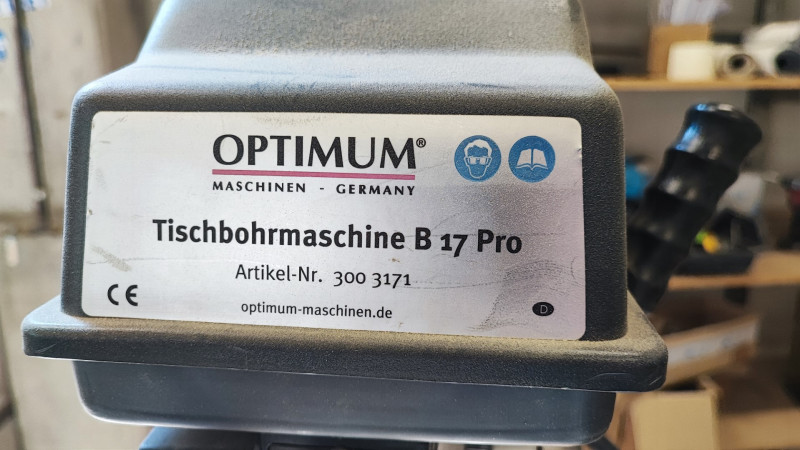 OPTIMUM®
MASCHINEN - GERMANY
Tischbohrmaschine B 17 Pro
Artikel-Nr. 300 3171
CE
optimum-maschinen.de
D